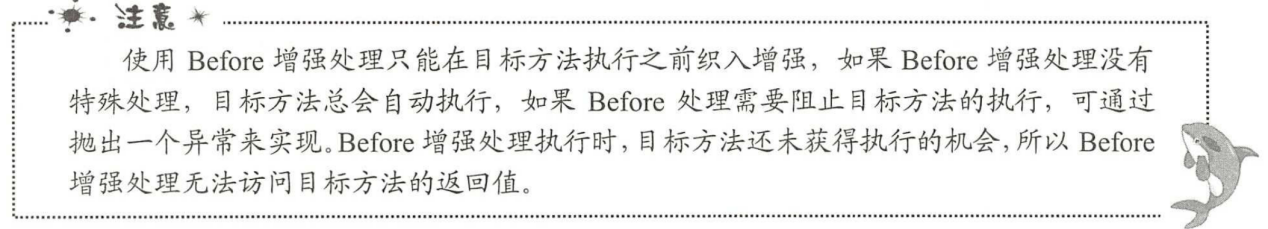 注意
使用 Before 增强处理只能在目标方法执行之前织入增强，如果 Before 增强处理没有
特殊处理，目标方法总会自动执行，如果 Before 处理需要阻止目标方法的执行，可通过
抛出一个异常来实现。Before 增强处理执行时，目标方法还未获得执行的机会，所以 Before
增强处理无法访问目标方法的返回值。